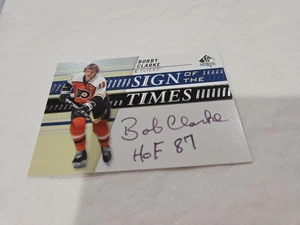 BOBBY CLARKE
SIGN OF THE
TIMES
Bob Clarke
HoF 87